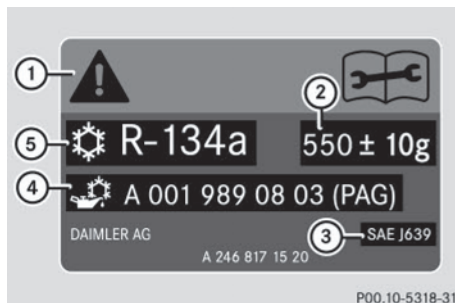 1
2
5 R-134a 550 ± 10g
4 A 001 989 08 03 (PAG)
DAIMLER AG 3 SAE J639
A 246 817 15 20
P00.10-5318-31